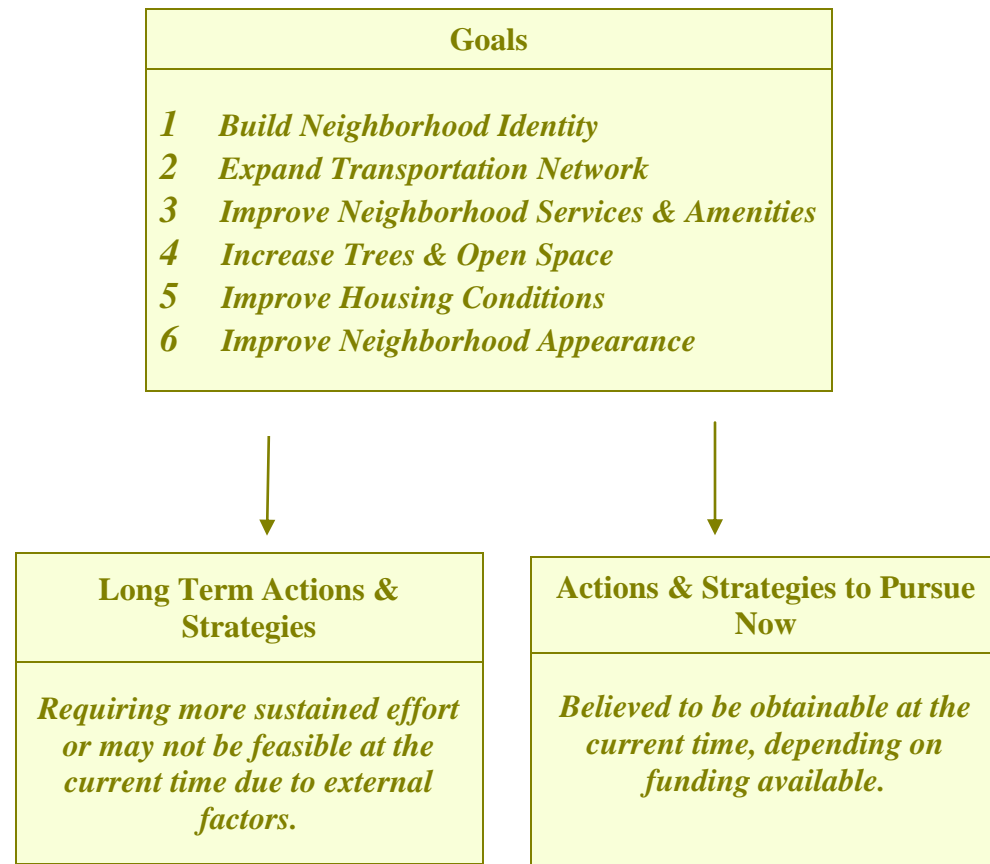 Goals
1 Build Neighborhood Identity
2 Expand Transportation Network
3 Improve Neighborhood Services & Amenities
4 Increase Trees & Open Space
5 Improve Housing Conditions
6 Improve Neighborhood Appearance
Long Term Actions &
Strategies
Requiring more sustained effort
or may not be feasible at the
current time due to external
factors.
Actions & Strategies to Pursue
Now
Believed to be obtainable at the
current time, depending on
funding available.